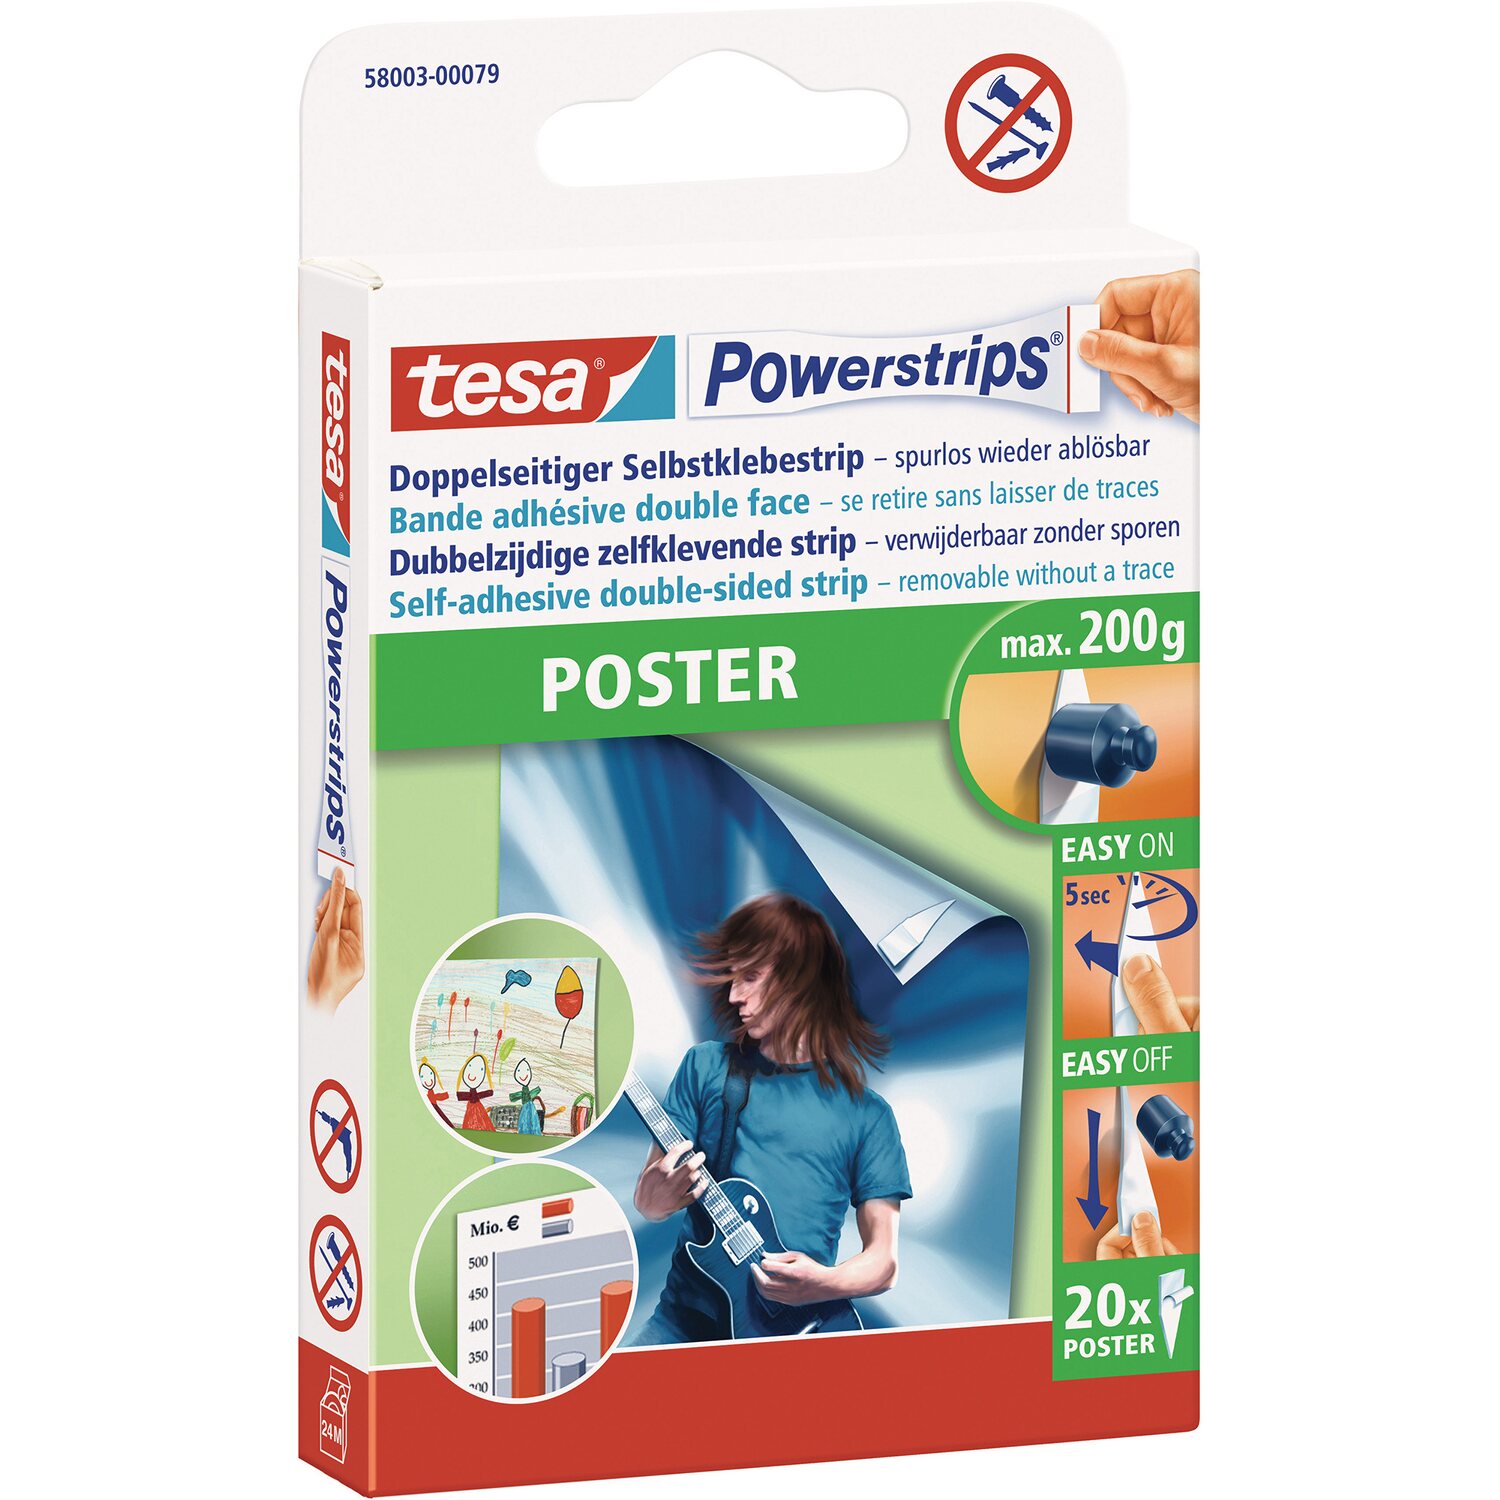 58003-00079
tesa®
Powerstrips®
Doppelseitiger Selbstklebestrip – spurlos wieder ablösbar
Bande adhésive double face – se retire sans laisser de traces
Dubbelzijdige zelfklevende strip – verwijderbaar zonder sporen
Self-adhesive double-sided strip – removable without a trace
POSTER
max. 200g
EASY ON
5sec
EASY OFF
20x
POSTER
Mio. €
500
450
400
350
tesa®
Powerstrips®
24M